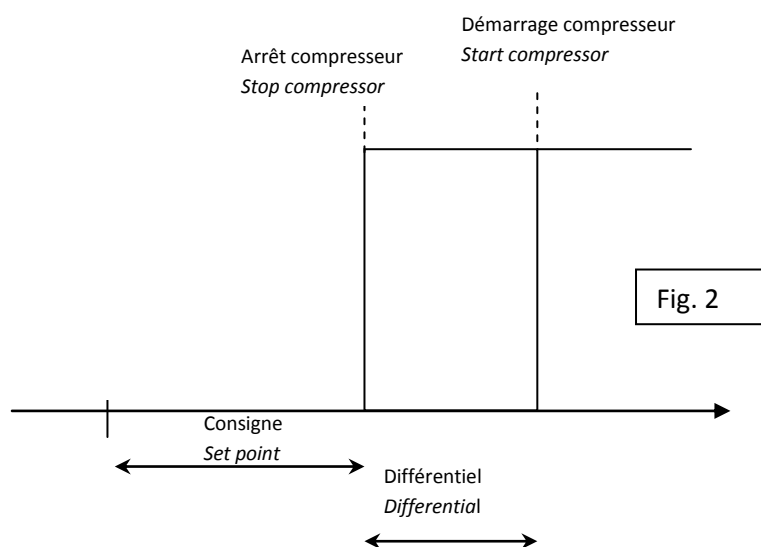 Démarrage compresseur
Start compressor
Arrêt compresseur
Stop compressor
Fig. 2
Consigne
Set point
Différentiel
Differential